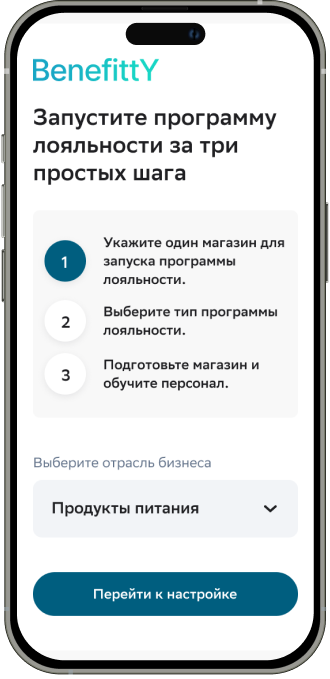 BenefittY
Запустите программу
лояльности за три
простых шага
1
Укажите один магазин для
запуска программы
лояльности.
2
Выберите тип программы
лояльности.
3
Подготовьте магазин и
обучите персонал.
Выберите отрасль бизнеса
Продукты питания
Перейти к настройке